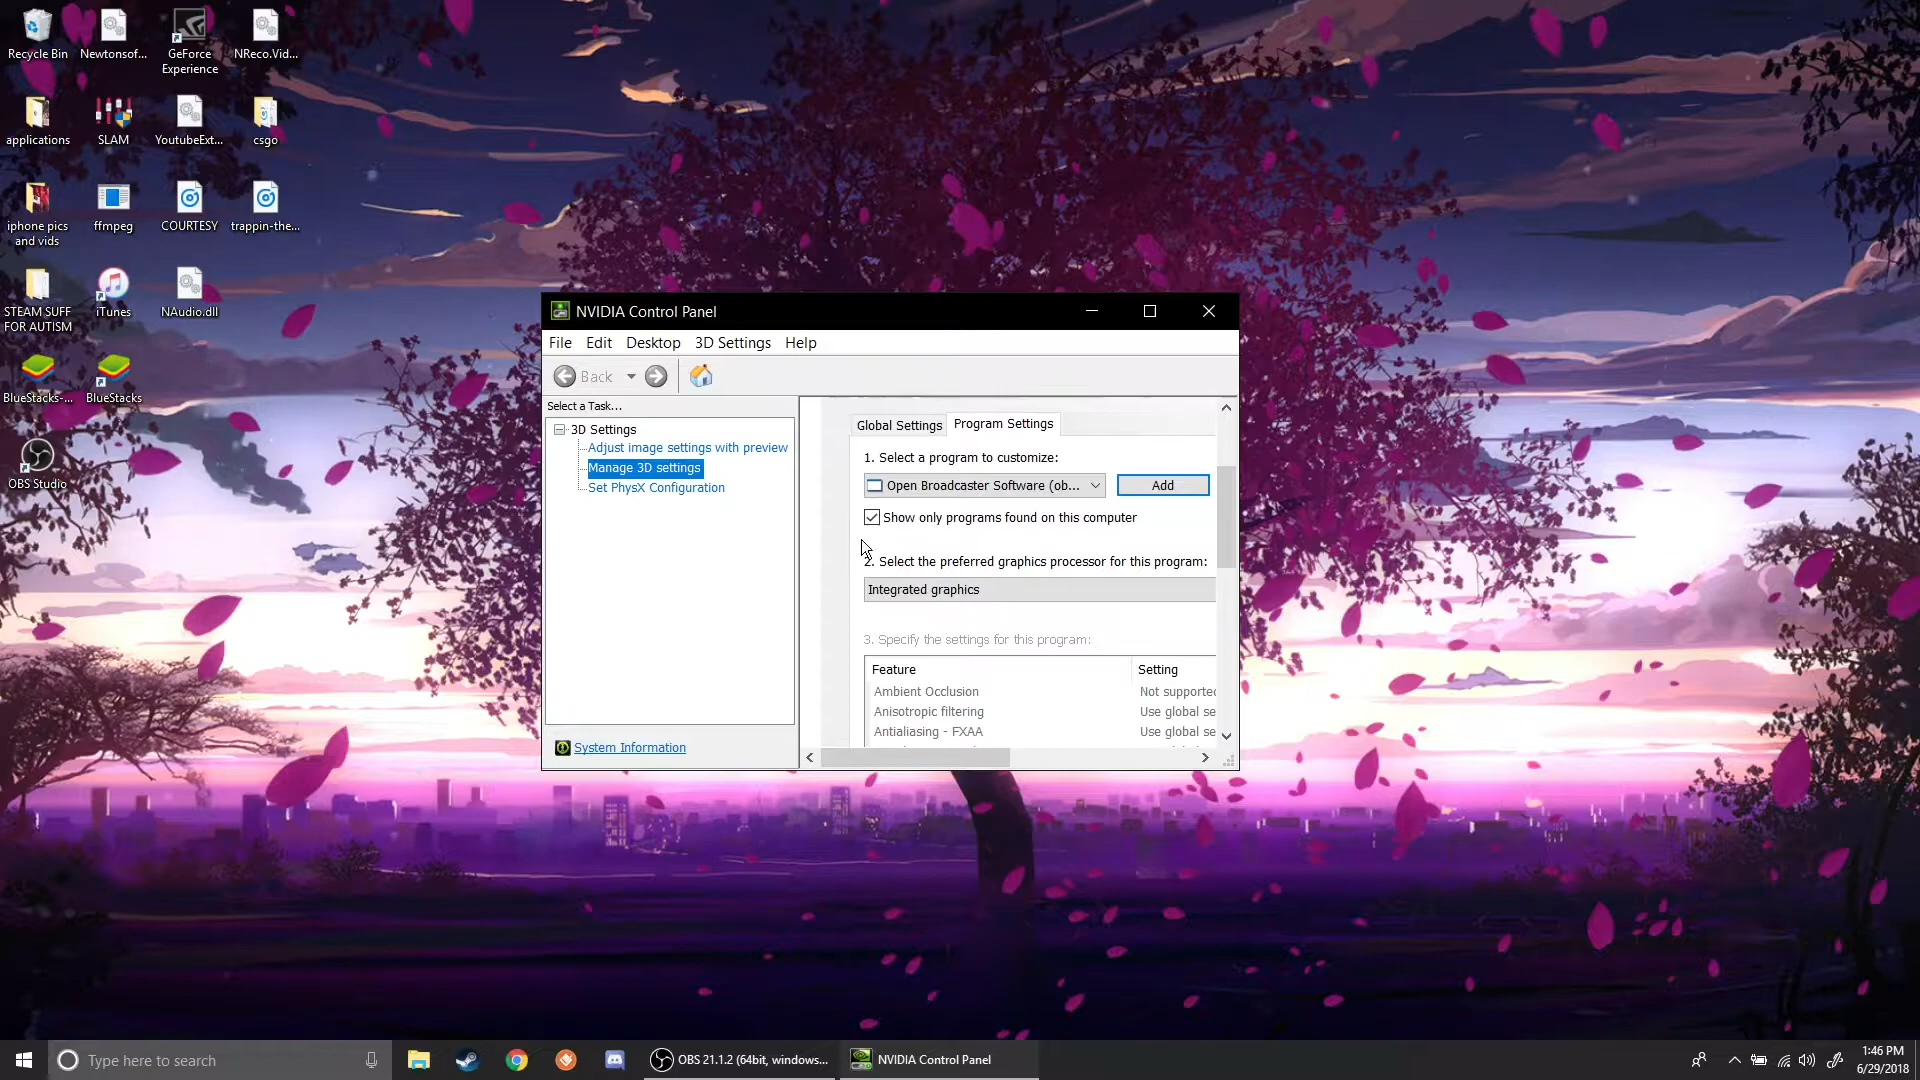 Recycle Bin
Newtonsof...
GeForce
Experience
NReco.Vid...
applications
SLAM
YoutubeExt...
csgo
iphone pics
and vids
ffmpeg
COURTESY
trappin-the...
STEAM SUFF
FOR AUTISM
iTunes
NAudio.dll
BlueStacks-...
BlueStacks
OBS Studio
NVIDIA Control Panel
File Edit Desktop 3D Settings Help
Back
Select a Task...
3D Settings
Adjust image settings with preview
Manage 3D settings
Set PhysX Configuration
System Information
Global Settings Program Settings
1. Select a program to customize:
Open Broadcaster Software (ob... Add
Show only programs found on this computer
2. Select the preferred graphics processor for this program:
Integrated graphics
3. Specify the settings for this program:
Feature Setting
Ambient Occlusion Not supported
Anisotropic filtering Use global se
Antialiasing - FXAA Use global se
Type here to search
OBS 21.1.2 (64bit, windows...
NVIDIA Control Panel
1:46 PM
6/29/2018